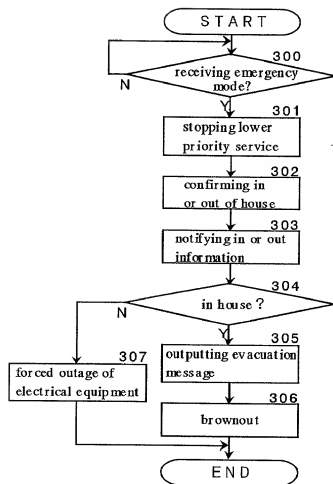 START
300
receiving emergency
mode?
N
Y
301
stopping lower
priority service
302
confirming in
or out of house
303
notifying in or out
information
304
in house?
N
Y
305
outputting evacuation
message
307
forced outage of
electrical equipment
306
brownout
END